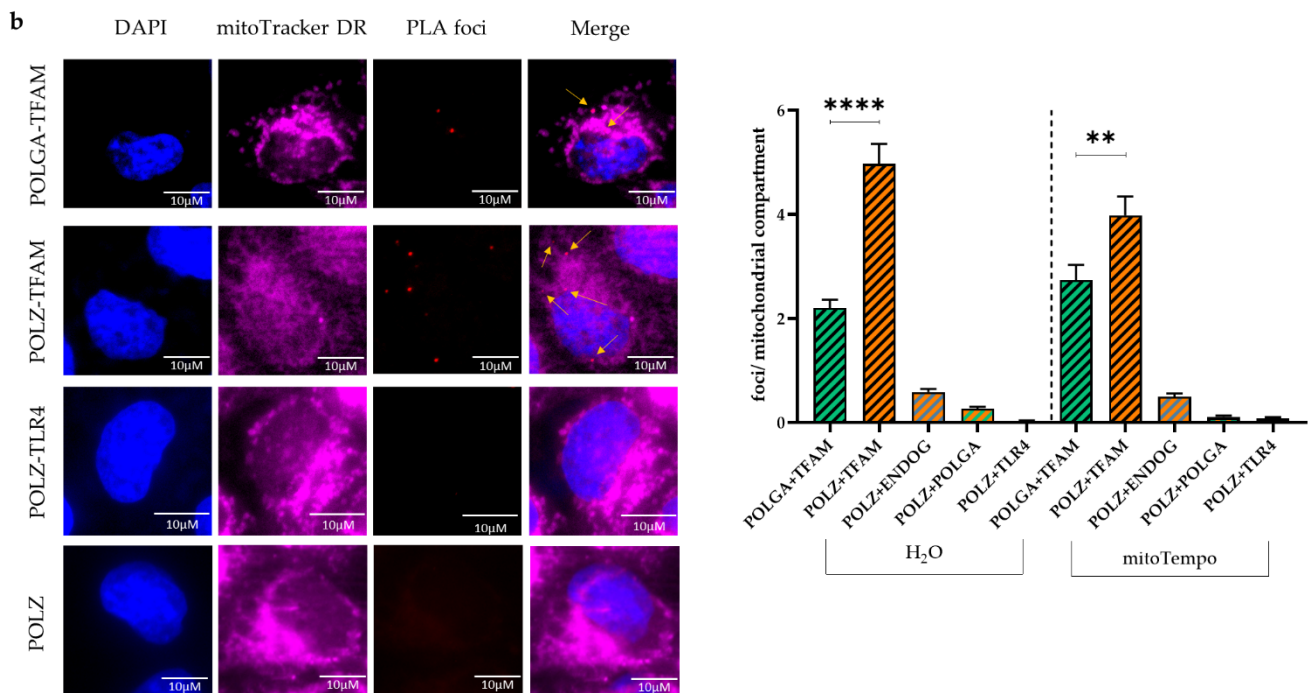 b
DAPI mitoTracker DR PLA foci Merge
POLGA-TFAM
10µM 10µM 10µM 10µM
POLZ-TFAM
10µM 10µM 10µM 10µM
POLZ-TLR4
10µM 10µM 10µM 10µM
POLZ
10µM 10µM 10µM 10µM
foci/ mitochondrial compartment
6
4
2
0
****
**
POLGA+TFAM
POLZ+TFAM
POLZ+ENDOG
POLZ+POLGA
POLZ+TLR4
POLGA+TFAM
POLZ+TFAM
POLZ+ENDOG
POLZ+POLGA
POLZ+TLR4
H₂O
mitoTempo